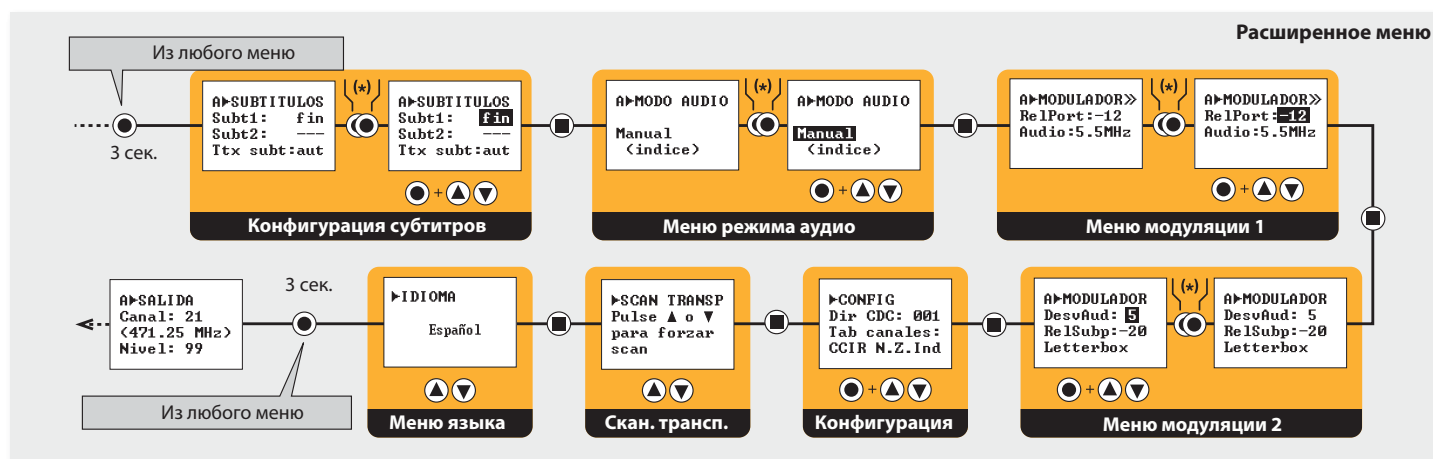 Расширенное меню
Из любого меню
3 сек.
A▶SUBTITULOS
Subt1: fin
Subt2: ---
Ttx subt:aut
(*)
A▶SUBTITULOS
Subt1: fin
Subt2: ---
Ttx subt:aut
+
Конфигурация субтитров
A▶MODO AUDIO
Manual
(indice)
(*)
A▶MODO AUDIO
Manual
(indice)
+
Меню режима аудио
A▶MODULADOR»
RelPort:-12
Audio:5.5MHz
(*)
A▶MODULADOR»
RelPort:-12
Audio:5.5MHz
+
Меню модуляции 1
A▶SALIDA
Canal: 21
(471.25 MHz)
Nivel: 99
3 сек.
Из любого меню
▶IDIOMA
Español
Меню языка
▶SCAN TRANSP
Pulse ▲ o ▼
para forzar
scan
Скан. трансп.
▶CONFIG
Dir CDC: 001
Tab canales:
CCIR N.Z.Ind
+
Конфигурация
A▶MODULADOR
DesvAud: 5
RelSubp:-20
Letterbox
(*)
A▶MODULADOR
DesvAud: 5
RelSubp:-20
Letterbox
+
Меню модуляции 2